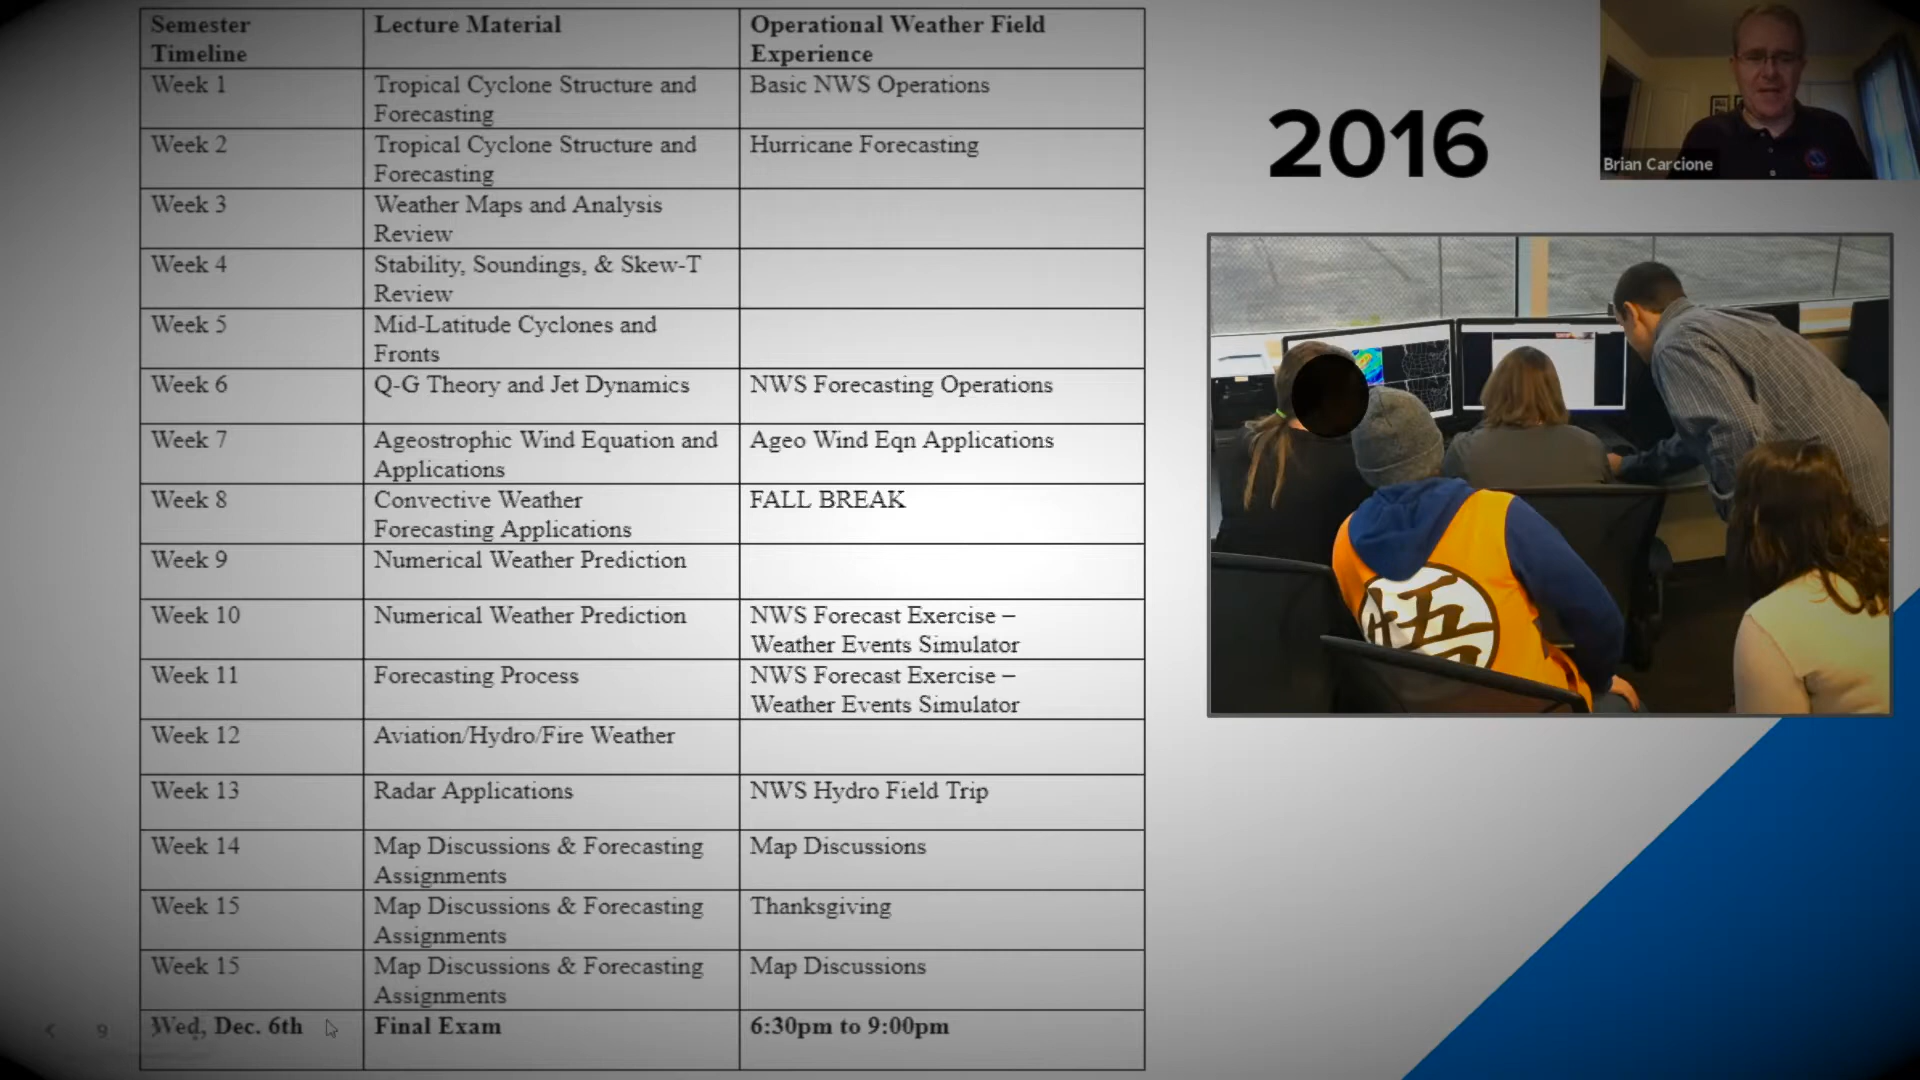 Semester
Timeline
Lecture Material
Operational Weather Field
Experience
Week 1
Tropical Cyclone Structure and
Forecasting
Basic NWS Operations
Week 2
Tropical Cyclone Structure and
Forecasting
Hurricane Forecasting
Week 3
Weather Maps and Analysis
Review
Week 4
Stability, Soundings, & Skew-T
Review
Week 5
Mid-Latitude Cyclones and
Fronts
Week 6
Q-G Theory and Jet Dynamics
NWS Forecasting Operations
Week 7
Ageostrophic Wind Equation and
Applications
Ageo Wind Eqn Applications
Week 8
Convective Weather
Forecasting Applications
FALL BREAK
Week 9
Numerical Weather Prediction
Week 10
Numerical Weather Prediction
NWS Forecast Exercise –
Weather Events Simulator
Week 11
Forecasting Process
NWS Forecast Exercise –
Weather Events Simulator
Week 12
Aviation/Hydro/Fire Weather
Week 13
Radar Applications
NWS Hydro Field Trip
Week 14
Map Discussions & Forecasting
Assignments
Map Discussions
Week 15
Map Discussions & Forecasting
Assignments
Thanksgiving
Week 15
Map Discussions & Forecasting
Assignments
Map Discussions
Wed, Dec. 6th
Final Exam
6:30pm to 9:00pm
9
2016
Brian Carcione
悟